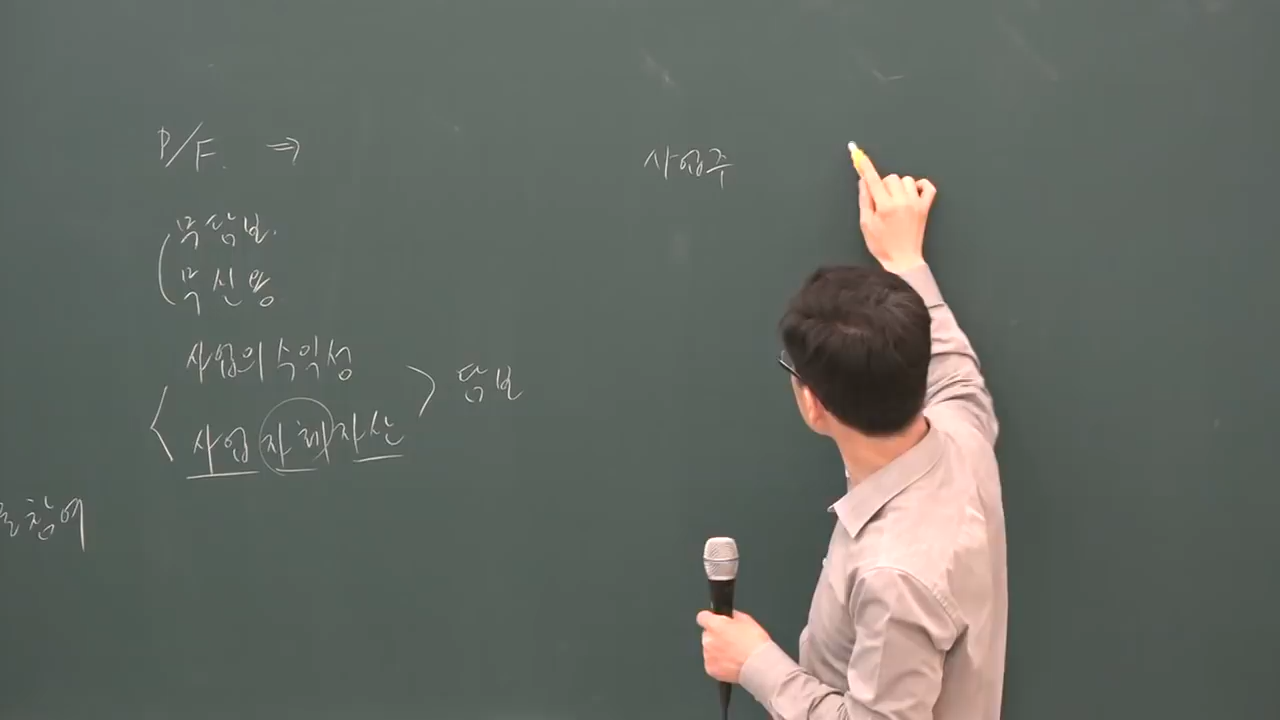 P/F. ⇒
무담보.
무신용
사업의 수익성
사업 자체 자산
담보
참여
사업주